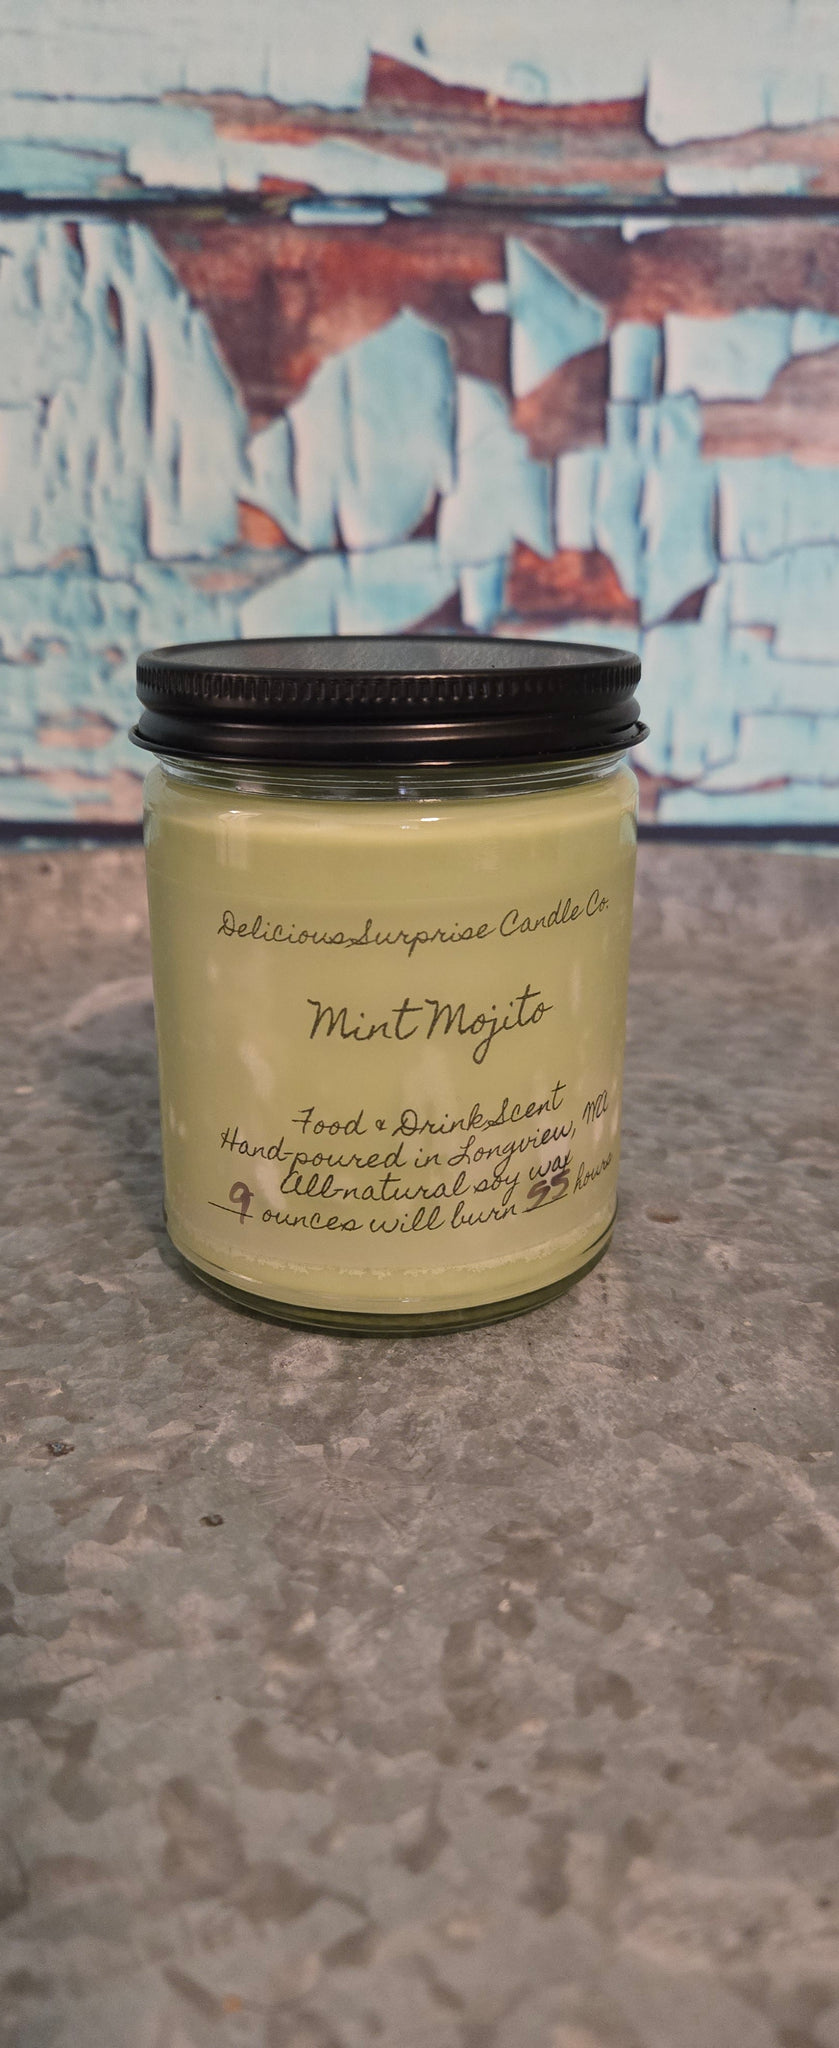 Delicious Surprise Candle Co.
Mint Mojito
Food & Drink Scent
Hand-poured in Longview, WA
All-natural soy wax
9 ounces will burn 55 hours